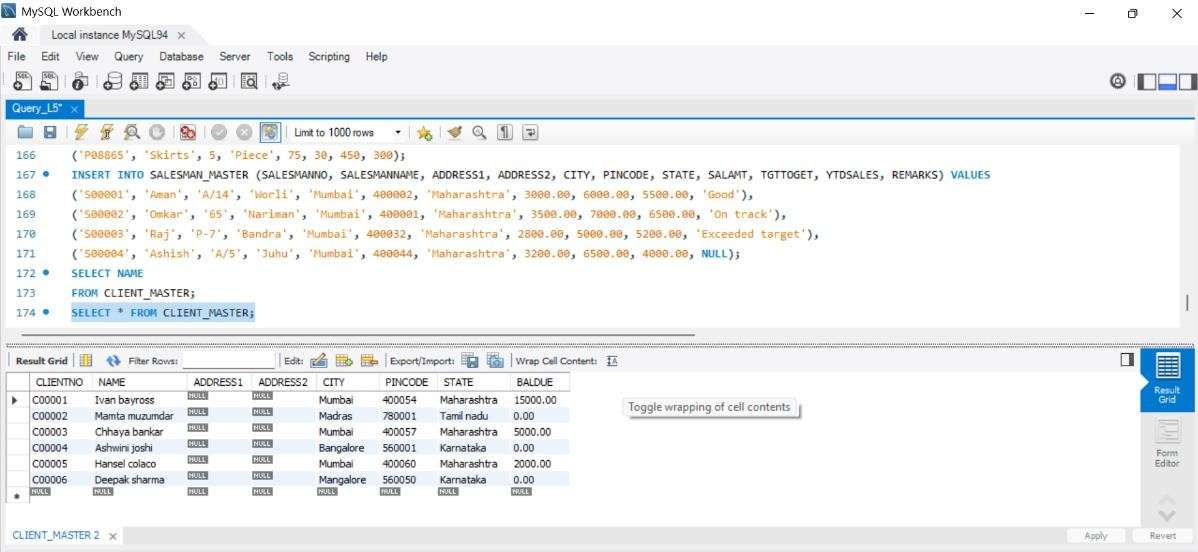 MySQL Workbench
Local instance MySQL94 ×
File Edit View Query Database Server Tools Scripting Help
Query_L5* ×
Limit to 1000 rows
166 ('P08865', 'Skirts', 5, 'Piece', 75, 30, 450, 300);
167 INSERT INTO SALESMAN_MASTER (SALESMANNO, SALESMANNAME, ADDRESS1, ADDRESS2, CITY, PINCODE, STATE, SALAMT, TGTTOGET, YTDSALES, REMARKS) VALUES
168 ('S00001', 'Aman', 'A/14', 'Worli', 'Mumbai', 400002, 'Maharashtra', 3000.00, 6000.00, 5500.00, 'Good'),
169 ('S00002', 'Omkar', '65', 'Nariman', 'Mumbai', 400001, 'Maharashtra', 3500.00, 7000.00, 6500.00, 'On track'),
170 ('S00003', 'Raj', 'P-7', 'Bandra', 'Mumbai', 400032, 'Maharashtra', 2800.00, 5000.00, 5200.00, 'Exceeded target'),
171 ('S00004', 'Ashish', 'A/5', 'Juhu', 'Mumbai', 400044, 'Maharashtra', 3200.00, 6500.00, 4000.00, NULL);
172 SELECT NAME
173 FROM CLIENT_MASTER;
174 SELECT * FROM CLIENT_MASTER;
Result Grid Filter Rows: Edit: Export/Import: Wrap Cell Content:
CLIENTNO NAME ADDRESS1 ADDRESS2 CITY PINCODE STATE BALDUE
C00001 Ivan bayross NULL NULL Mumbai 400054 Maharashtra 15000.00
C00002 Mamta muzumdar NULL NULL Madras 780001 Tamil nadu 0.00
C00003 Chhaya bankar NULL NULL Mumbai 400057 Maharashtra 5000.00
C00004 Ashwini joshi NULL NULL Bangalore 560001 Karnataka 0.00
C00005 Hansel colaco NULL NULL Mumbai 400060 Maharashtra 2000.00
C00006 Deepak sharma NULL NULL Mangalore 560050 Karnataka 0.00
NULL NULL NULL NULL NULL NULL NULL NULL
Toggle wrapping of cell contents
Result
Grid
Form
Editor
CLIENT_MASTER 2 ×
Apply Revert